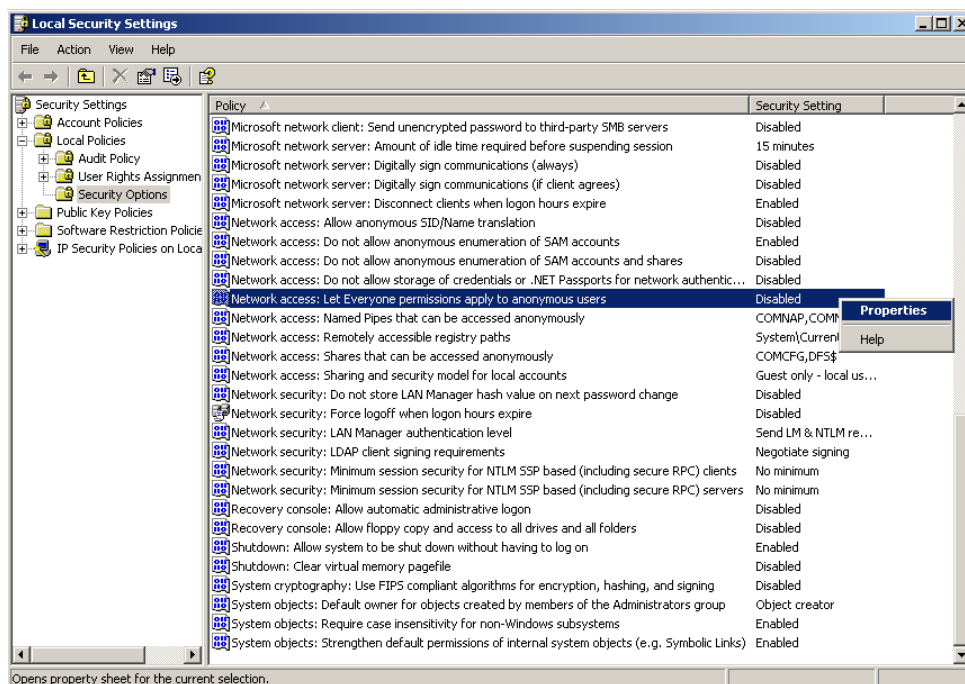 Local Security Settings
File Action View Help
Security Settings
Account Policies
Local Policies
Audit Policy
User Rights Assignmen
Security Options
Public Key Policies
Software Restriction Policie
IP Security Policies on Loca
Policy Security Setting
Microsoft network client: Send unencrypted password to third-party SMB servers Disabled
Microsoft network server: Amount of idle time required before suspending session 15 minutes
Microsoft network server: Digitally sign communications (always) Disabled
Microsoft network server: Digitally sign communications (if client agrees) Disabled
Microsoft network server: Disconnect clients when logon hours expire Enabled
Network access: Allow anonymous SID/Name translation Disabled
Network access: Do not allow anonymous enumeration of SAM accounts Enabled
Network access: Do not allow anonymous enumeration of SAM accounts and shares Disabled
Network access: Do not allow storage of credentials or .NET Passports for network authentic... Disabled
Network access: Let Everyone permissions apply to anonymous users Disabled
Network access: Named Pipes that can be accessed anonymously COMNAP,COMN
Network access: Remotely accessible registry paths System\Current
Network access: Shares that can be accessed anonymously COMCFG,DFS$
Network access: Sharing and security model for local accounts Guest only - local us...
Network security: Do not store LAN Manager hash value on next password change Disabled
Network security: Force logoff when logon hours expire Disabled
Network security: LAN Manager authentication level Send LM & NTLM re...
Network security: LDAP client signing requirements Negotiate signing
Network security: Minimum session security for NTLM SSP based (including secure RPC) clients No minimum
Network security: Minimum session security for NTLM SSP based (including secure RPC) servers No minimum
Recovery console: Allow automatic administrative logon Disabled
Recovery console: Allow floppy copy and access to all drives and all folders Disabled
Shutdown: Allow system to be shut down without having to log on Enabled
Shutdown: Clear virtual memory pagefile Disabled
System cryptography: Use FIPS compliant algorithms for encryption, hashing, and signing Disabled
System objects: Default owner for objects created by members of the Administrators group Object creator
System objects: Require case insensitivity for non-Windows subsystems Enabled
System objects: Strengthen default permissions of internal system objects (e.g. Symbolic Links) Enabled
Properties
Help
Opens property sheet for the current selection.